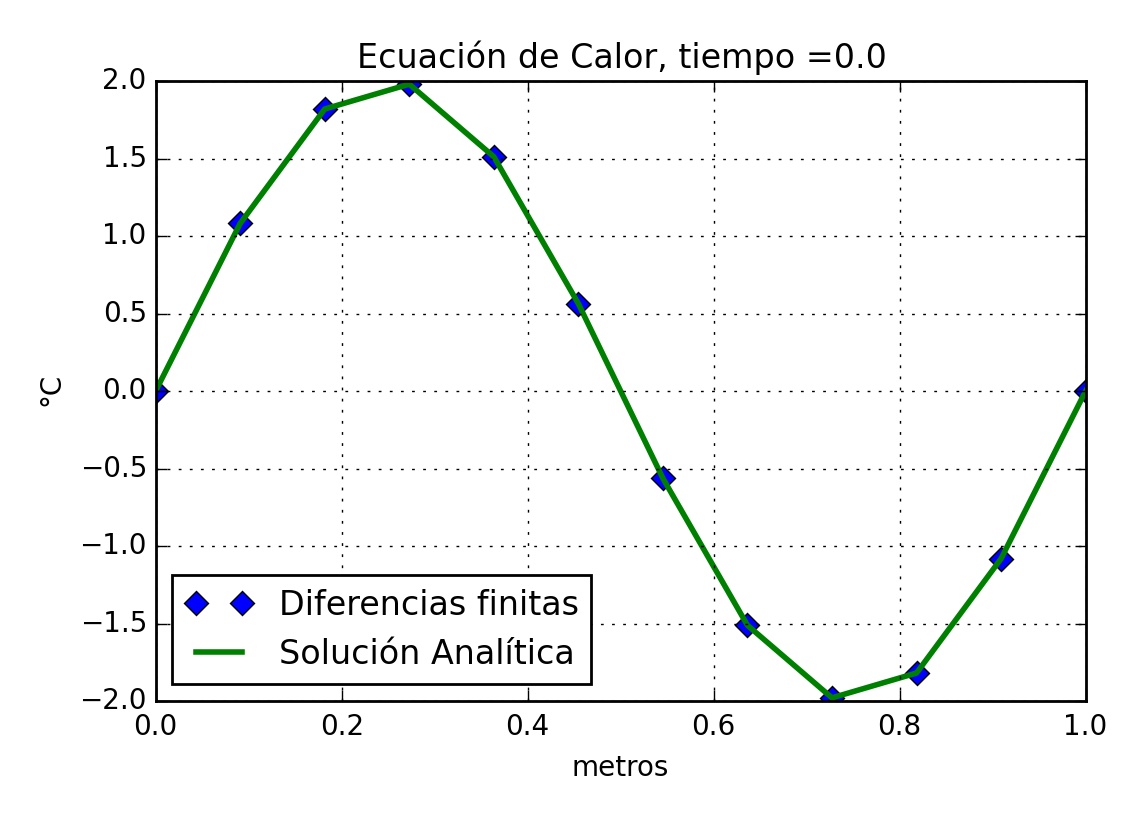 Ecuación de Calor, tiempo =0.0
2.0
1.5
1.0
0.5
0.0
−0.5
−1.0
−1.5
−2.0
°C
Diferencias finitas
Solución Analítica
0.0 0.2 0.4 0.6 0.8 1.0
metros